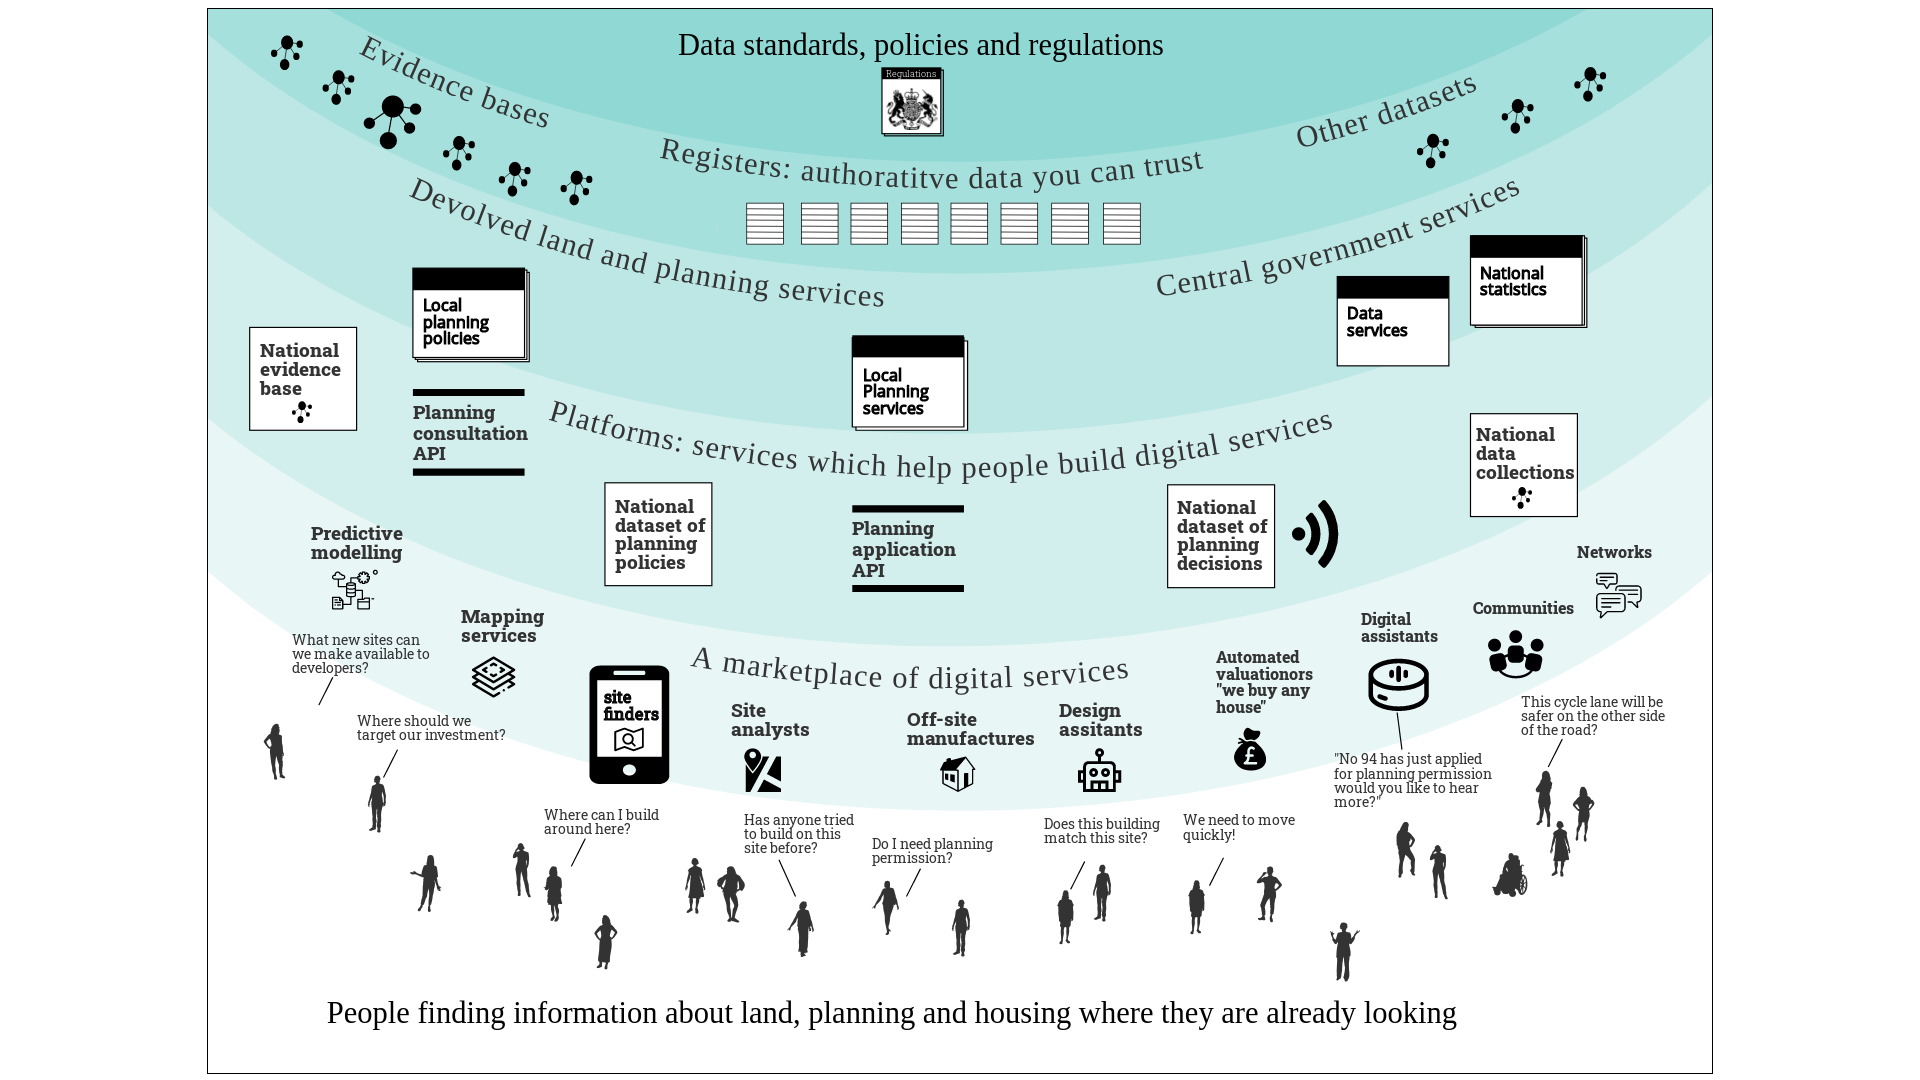 Data standards, policies and regulations
Regulations
Evidence bases
Other datasets
Registers: authoratitve data you can trust
Devolved land and planning services
Central government services
Local
planning
policies
Local
Planning
services
Data
services
National
statistics
National
evidence
base
Planning
consultation
API
Platforms: services which help people build digital services
National
dataset of
planning
policies
Planning
application
API
National
dataset of
planning
decisions
National
data
collections
Predictive
modelling
Mapping
services
A marketplace of digital services
site
finders
Site
analysts
Off-site
manufactures
Design
assitants
Automated
valuationors
"we buy any
house"
Digital
assistants
Communities
Networks
What new sites can
we make available to
developers?
Where should we
target our investment?
Where can I build
around here?
Has anyone tried
to build on this
site before?
Do I need planning
permission?
Does this building
match this site?
We need to move
quickly!
"No 94 has just applied
for planning permission
would you like to hear
more?"
This cycle lane will be
safer on the other side
of the road?
People finding information about land, planning and housing where they are already looking